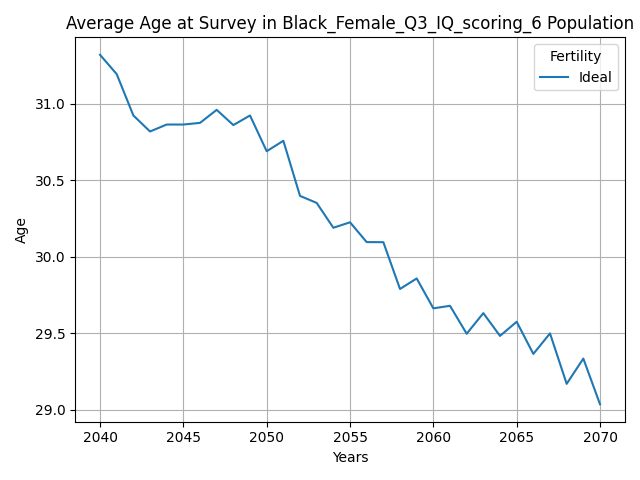 Average Age at Survey in Black_Female_Q3_IQ_scoring_6 Population
Fertility
Ideal
Age
31.0
30.5
30.0
29.5
29.0
2040 2045 2050 2055 2060 2065 2070
Years